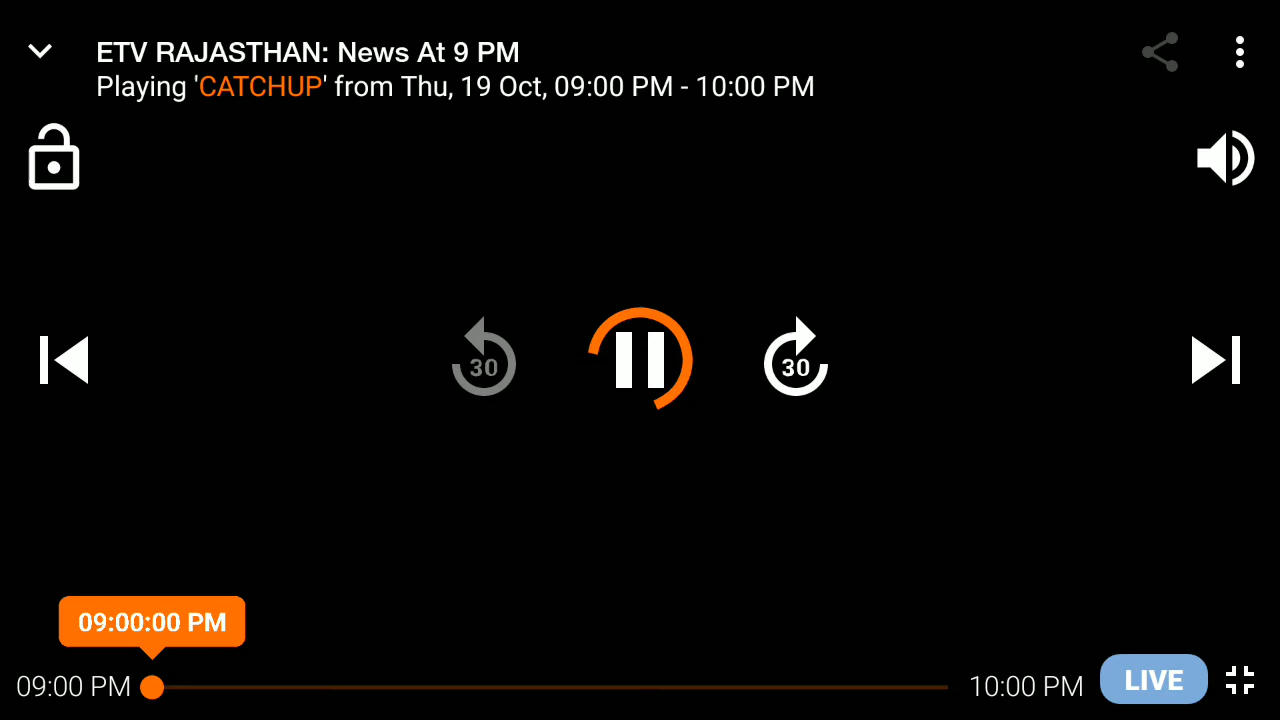 ETV RAJASTHAN: News At 9 PM
Playing 'CATCHUP' from Thu, 19 Oct, 09:00 PM - 10:00 PM
30
30
09:00:00 PM
09:00 PM
10:00 PM
LIVE